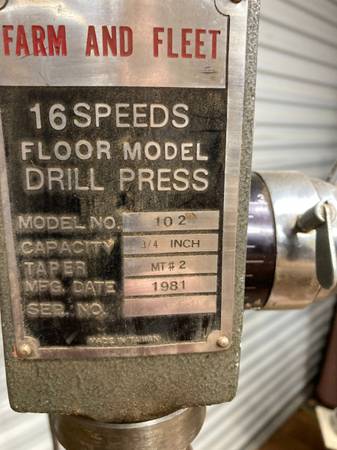 FARM AND FLEET
16 SPEEDS
FLOOR MODEL
DRILL PRESS
MODEL NO. 102
CAPACITY 3/4 INCH
TAPER MT#2
MFG. DATE 1981
SER. NO.
MADE IN TAIWAN